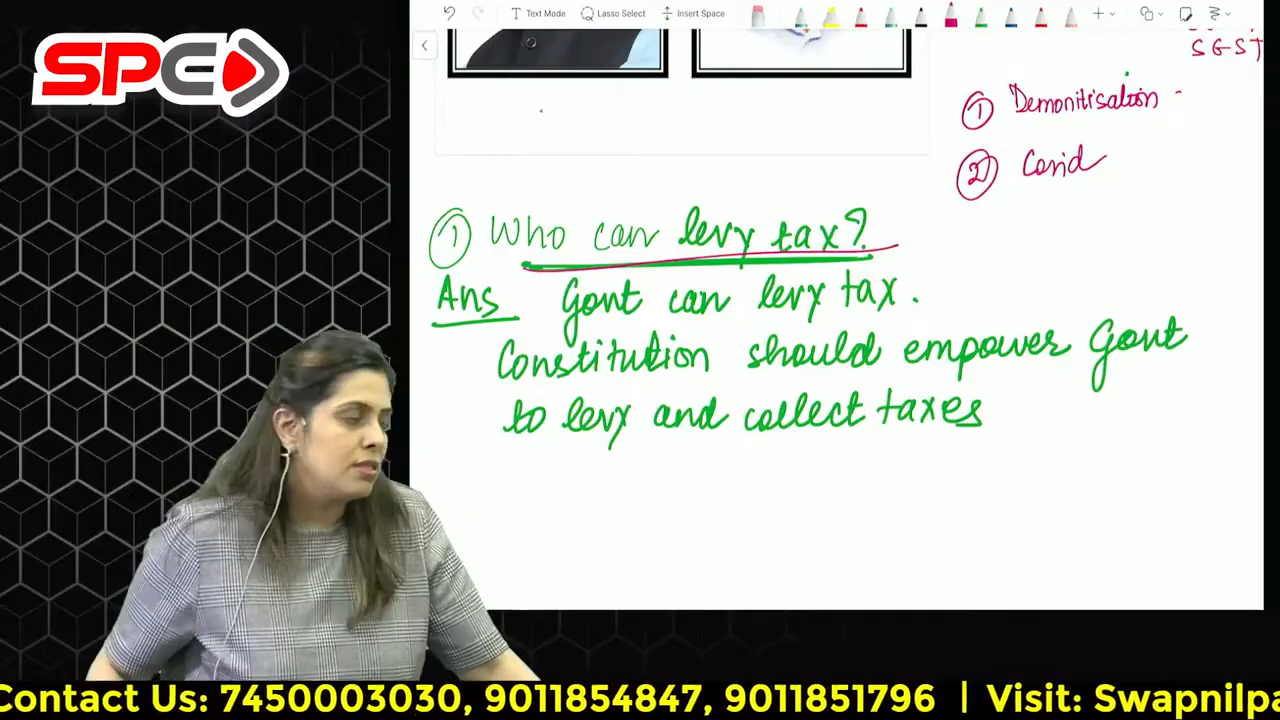 Text Mode
Lasso Select
Insert Space
SPE
SGST
① Demonitisation -
② Covid
① Who can levy tax?
Ans Govt can levy tax.
Constitution should empower Govt
to levy and collect taxes
Contact Us: 7450003030, 9011854847, 9011851796 | Visit: Swapnilpa